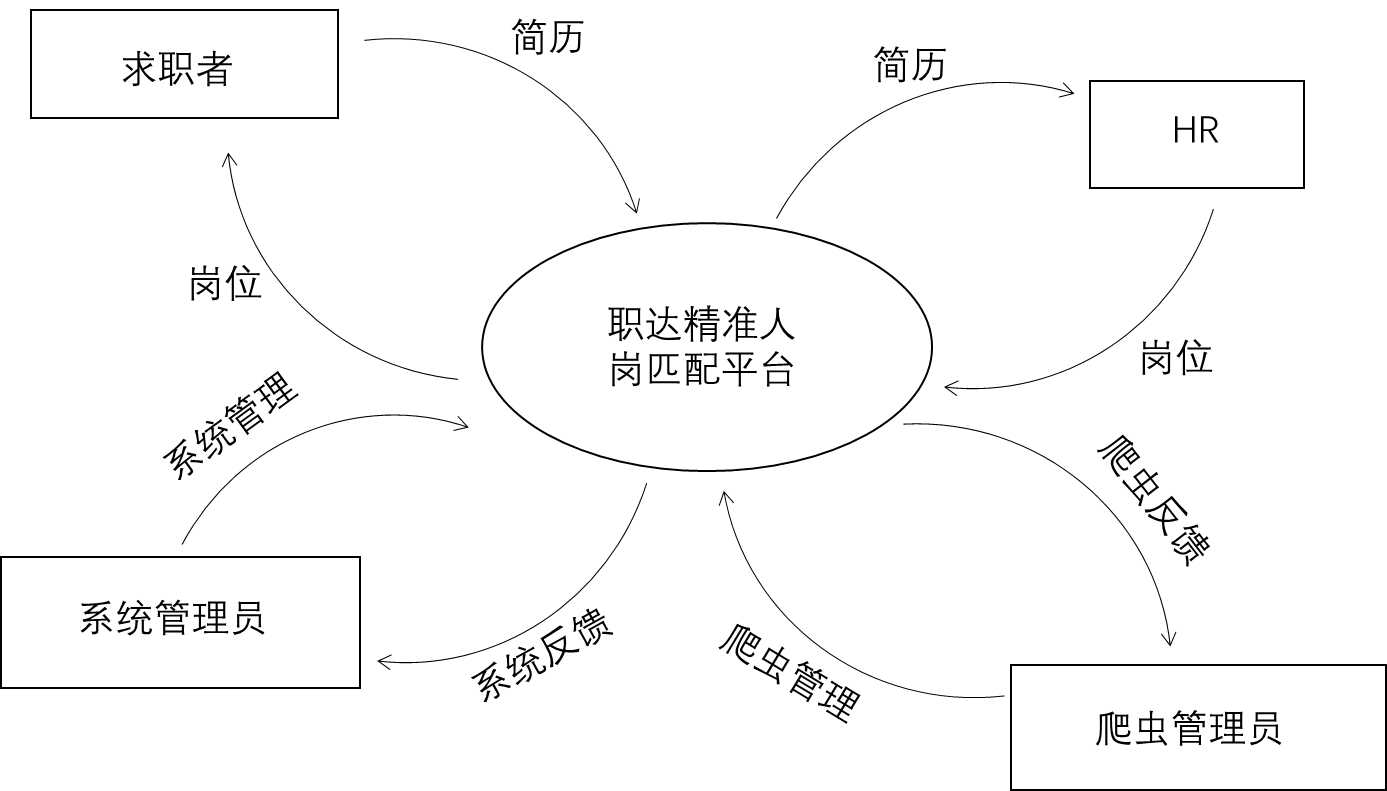 简历
求职者
简历
HR
岗位
职达精准人
岗匹配平台
岗位
系统管理
爬虫反馈
系统管理员
系统反馈
爬虫管理
爬虫管理员